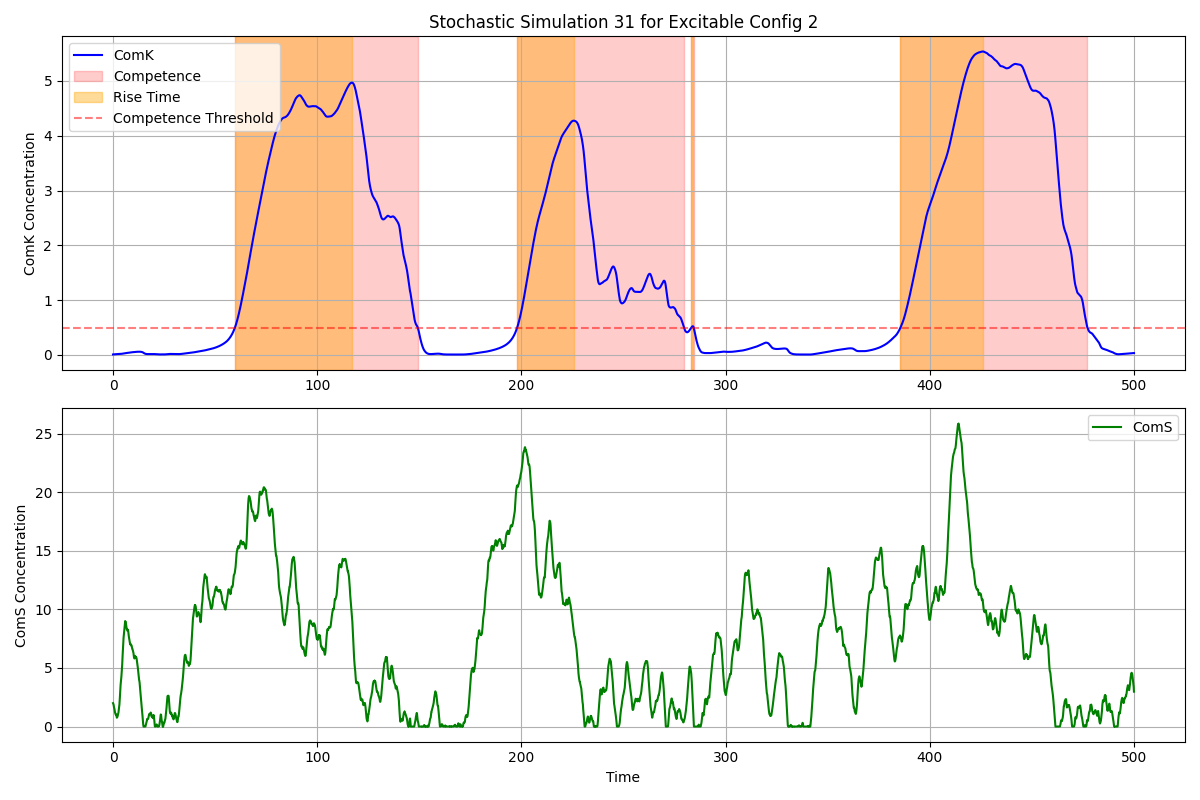 Stochastic Simulation 31 for Excitable Config 2
ComK
Competence
Rise Time
Competence Threshold
ComK Concentration
5
4
3
2
1
0
0 100 200 300 400 500
ComS
ComS Concentration
25
20
15
10
5
0
0 100 200 300 400 500
Time